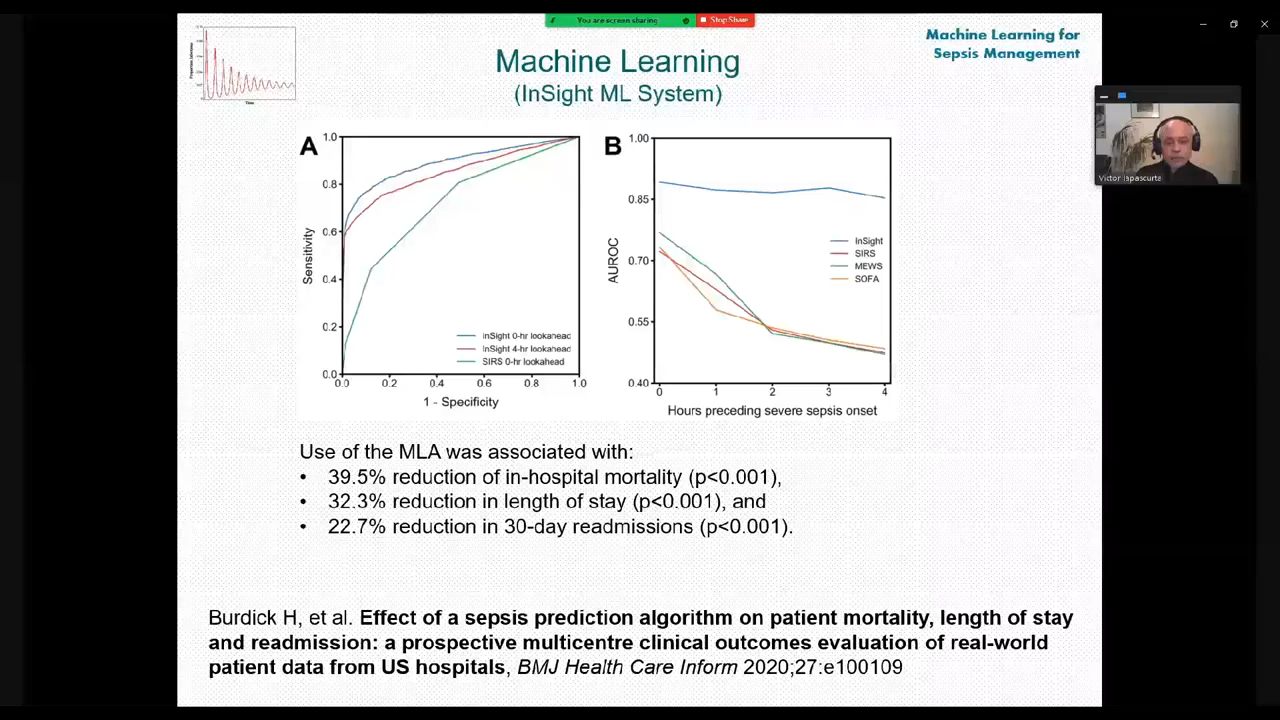 You are screen sharing
Stop Share
Machine Learning for
Sepsis Management
Machine Learning
(InSight ML System)
Time
A
1.0
0.8
0.6
0.4
0.2
0.0
Sensitivity
InSight 0-hr lookahead
InSight 4-hr lookahead
SIRS 0-hr lookahead
0.0 0.2 0.4 0.6 0.8 1.0
1 - Specificity
B
1.00
0.85
0.70
0.55
0.40
AUROC
InSight
SIRS
MEWS
SOFA
0 1 2 3 4
Hours preceding severe sepsis onset
Victor Iapascurta
Use of the MLA was associated with:
• 39.5% reduction of in-hospital mortality (p<0.001),
• 32.3% reduction in length of stay (p<0.001), and
• 22.7% reduction in 30-day readmissions (p<0.001).
Burdick H, et al. Effect of a sepsis prediction algorithm on patient mortality, length of stay
and readmission: a prospective multicentre clinical outcomes evaluation of real-world
patient data from US hospitals, BMJ Health Care Inform 2020;27:e100109